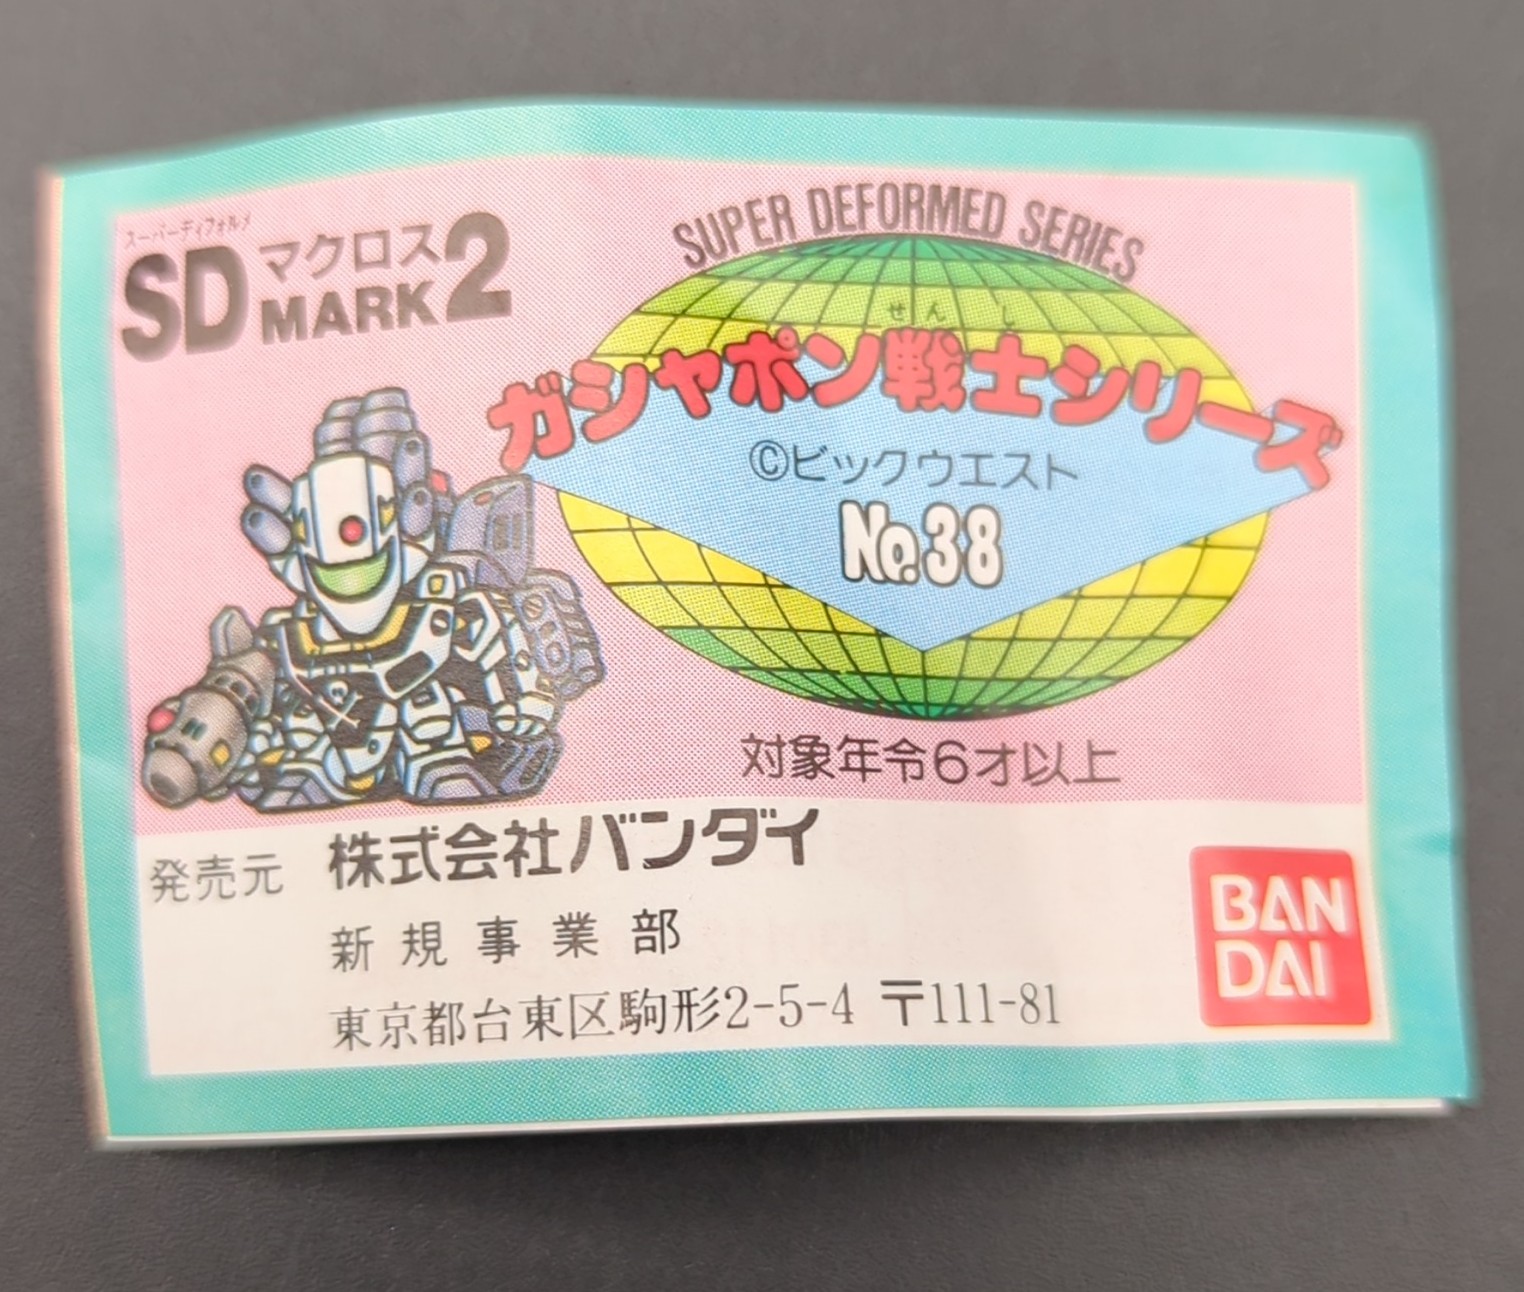 スーパーディフォルメ
SDマクロス
MARK2
SUPER DEFORMED SERIES
せんし
ガシャポン戦士シリーズ
©ビックウエスト
No.38
対象年令6才以上
発売元 株式会社バンダイ
新規事業部
東京都台東区駒形2-5-4 〒111-81
BAN
DAI